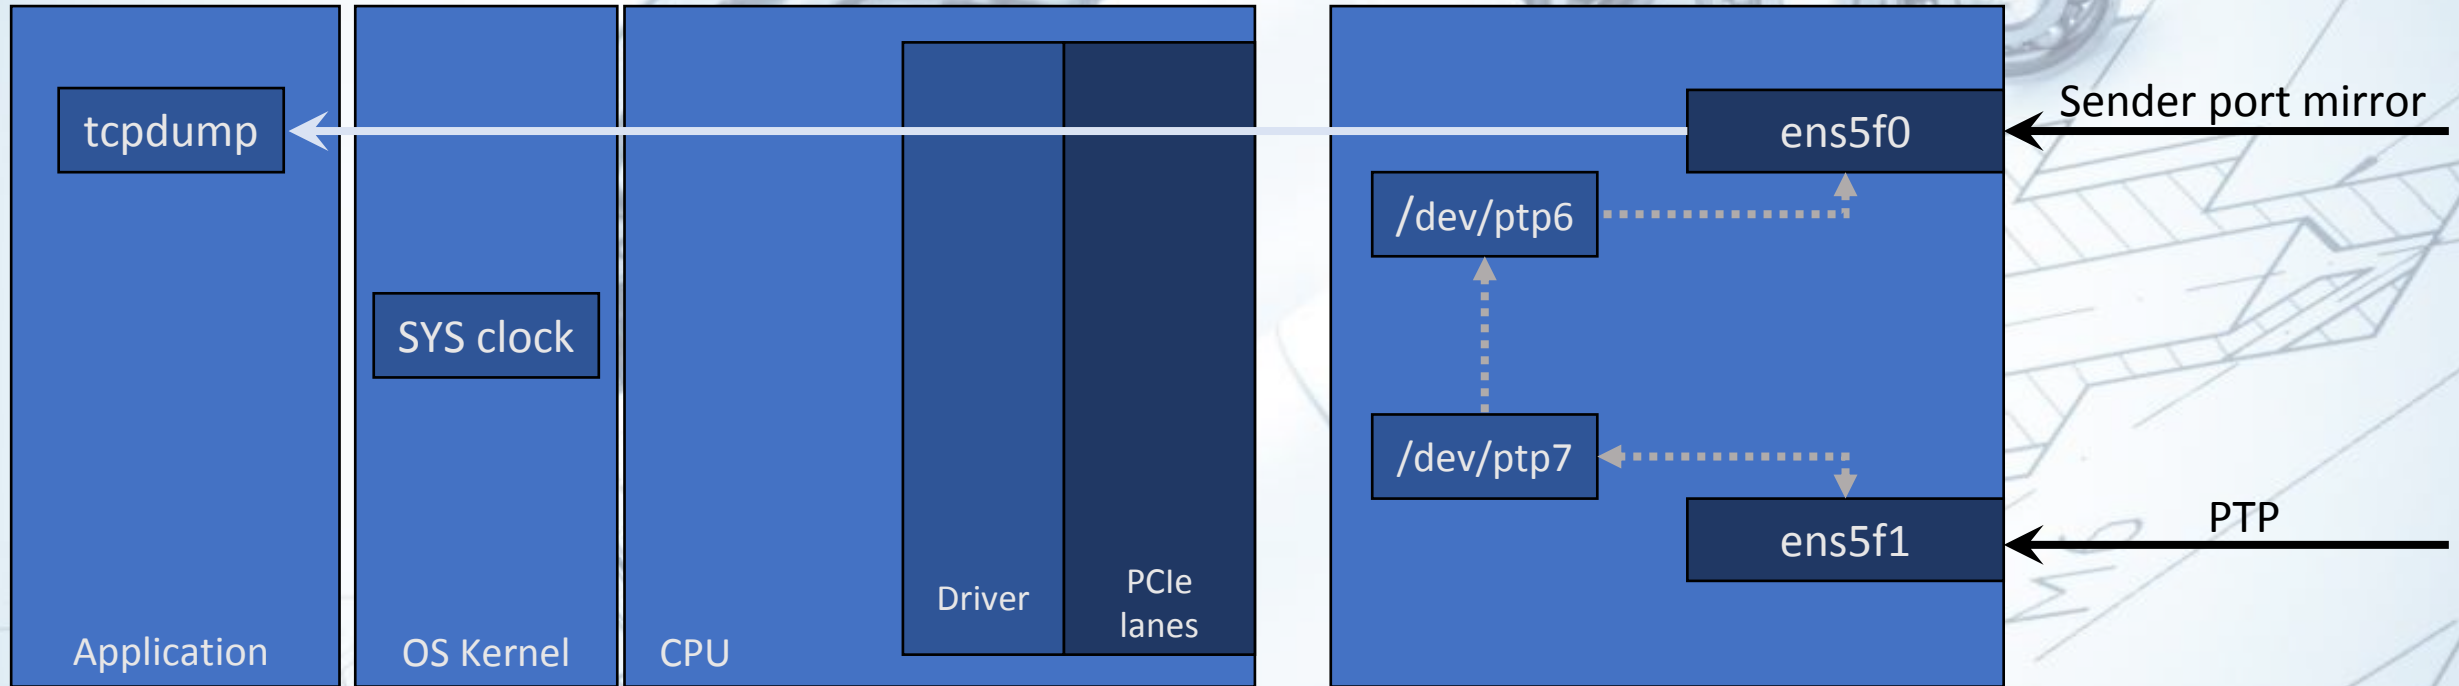 tcpdump
Application
SYS clock
OS Kernel
CPU
Driver
PCIe
lanes
ens5f0
/dev/ptp6
/dev/ptp7
ens5f1
Sender port mirror
PTP